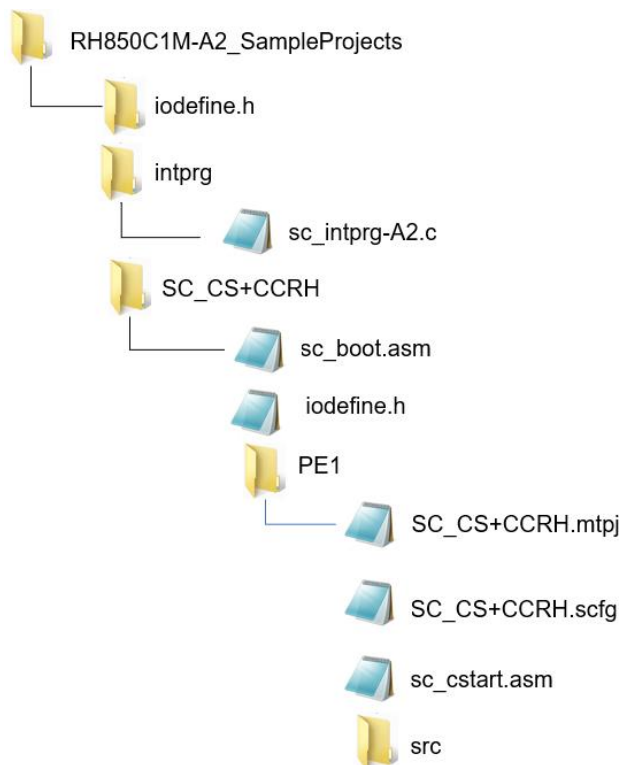 RH850C1M-A2_SampleProjects
iodefine.h
intprg
sc_intprg-A2.c
SC_CS+CCRH
sc_boot.asm
iodefine.h
PE1
SC_CS+CCRH.mtpj
SC_CS+CCRH.scfg
sc_cstart.asm
src